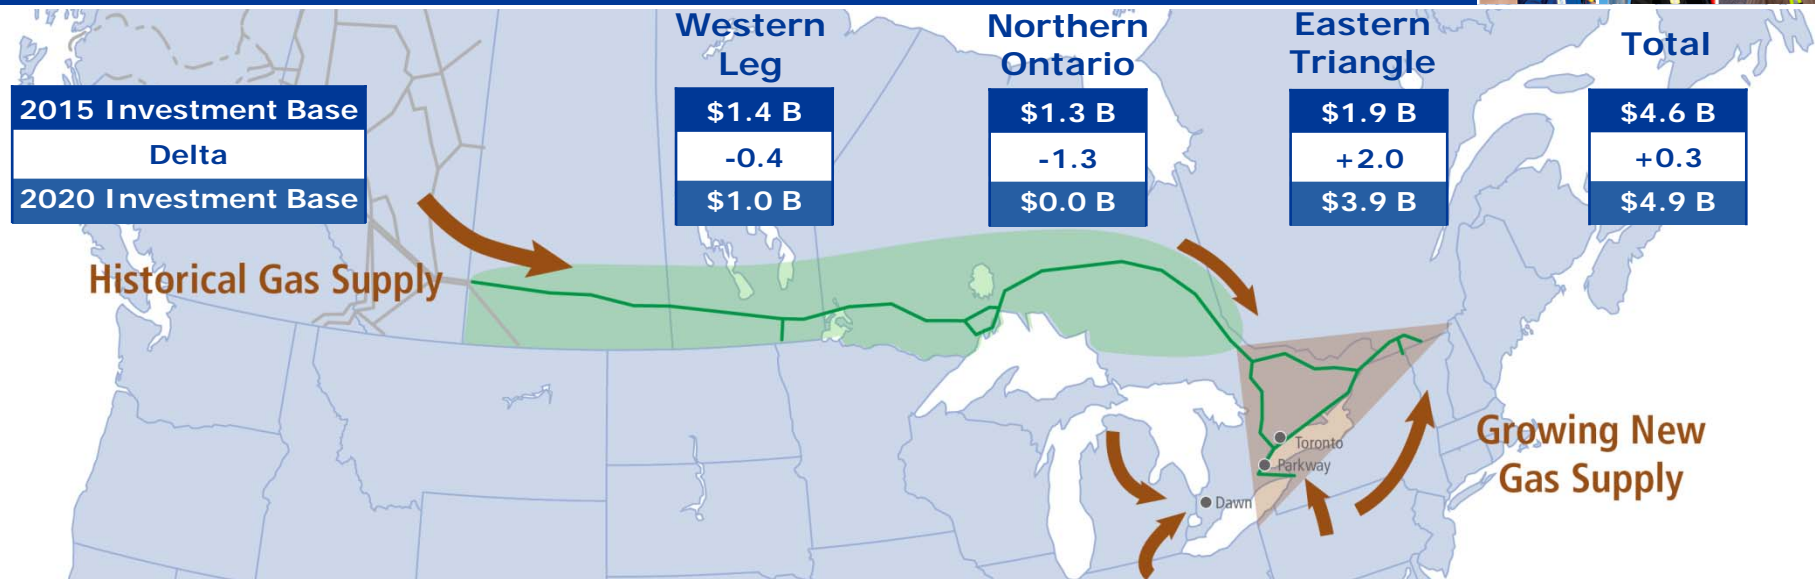 Western
Leg
Northern
Ontario
Eastern
Triangle
Total
2015 Investment Base
$1.4 B
$1.3 B
$1.9 B
$4.6 B
Delta
-0.4
-1.3
+2.0
+0.3
2020 Investment Base
$1.0 B
$0.0 B
$3.9 B
$4.9 B
Historical Gas Supply
Growing New
Gas Supply
Toronto
Parkway
Dawn